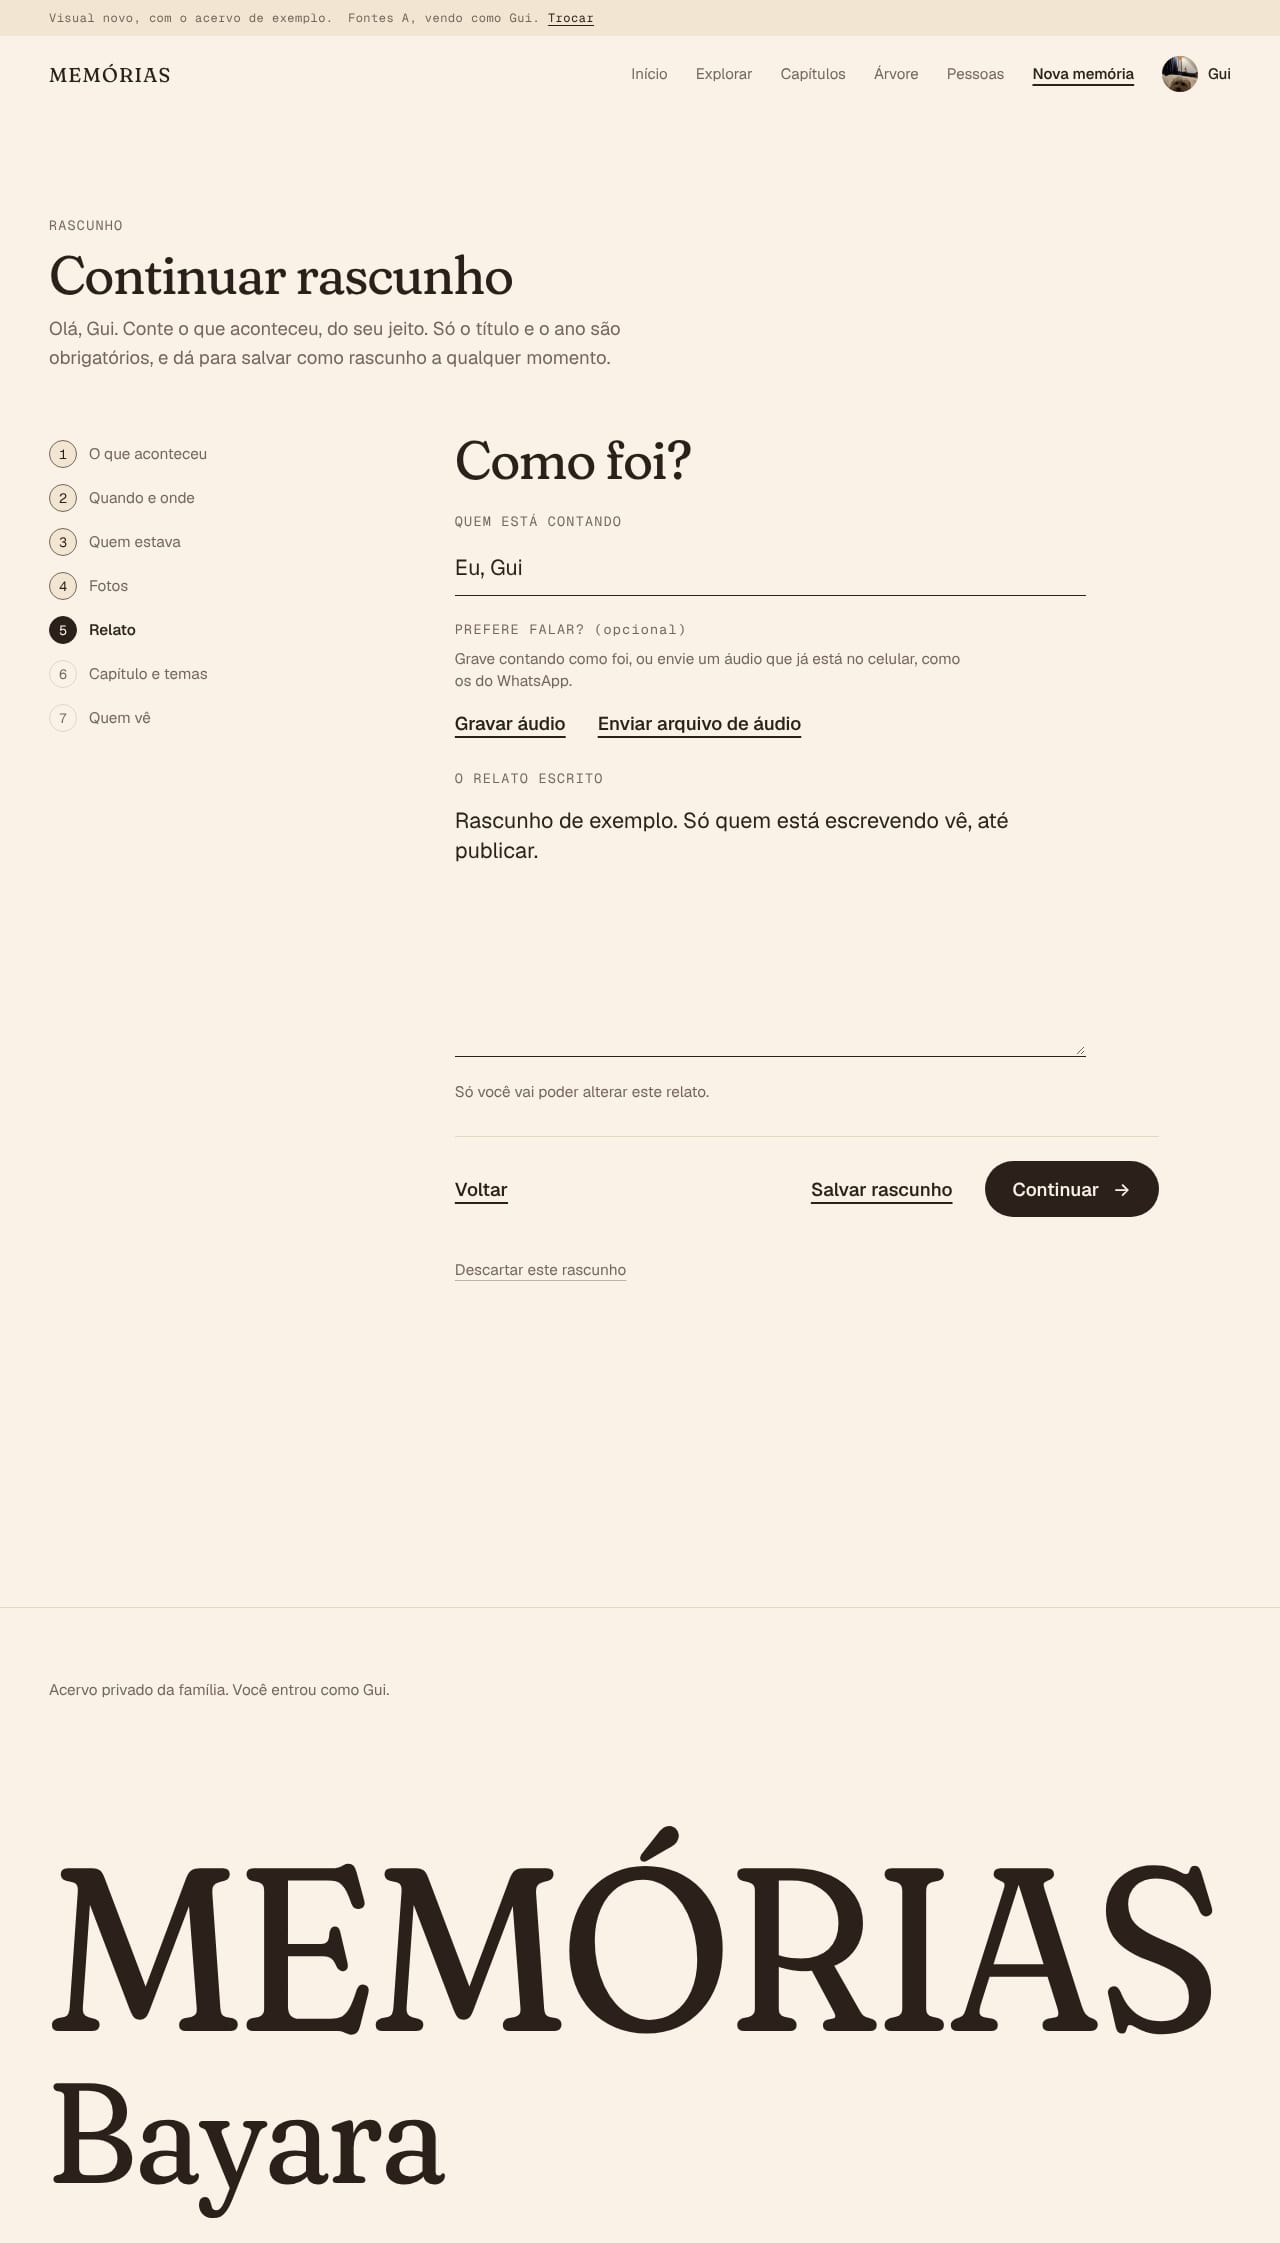 Visual novo, com o acervo de exemplo. Fontes A, vendo como Gui. Trocar
MEMÓRIAS
Início Explorar Capítulos Árvore Pessoas Nova memória Gui
RASCUNHO
Continuar rascunho
Olá, Gui. Conte o que aconteceu, do seu jeito. Só o título e o ano são
obrigatórios, e dá para salvar como rascunho a qualquer momento.
1 O que aconteceu
2 Quando e onde
3 Quem estava
4 Fotos
5 Relato
6 Capítulo e temas
7 Quem vê
Como foi?
QUEM ESTÁ CONTANDO
Eu, Gui
PREFERE FALAR? (opcional)
Grave contando como foi, ou envie um áudio que já está no celular, como
os do WhatsApp.
Gravar áudio Enviar arquivo de áudio
O RELATO ESCRITO
Rascunho de exemplo. Só quem está escrevendo vê, até
publicar.
Só você vai poder alterar este relato.
Voltar Salvar rascunho Continuar →
Descartar este rascunho
Acervo privado da família. Você entrou como Gui.
MEMÓRIAS
Bayara